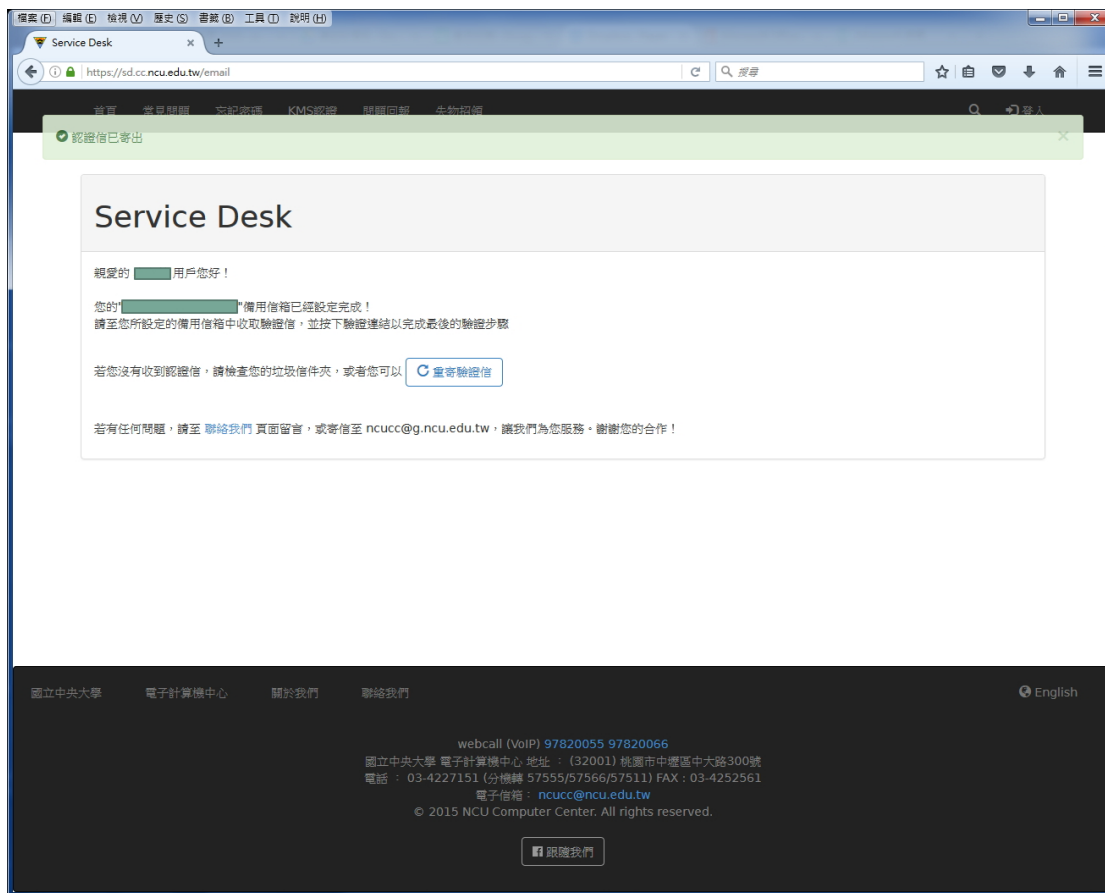 檔案(F) 編輯(E) 檢視(V) 歷史(S) 書籤(B) 工具(T) 說明(H)
Service Desk
https://sd.cc.ncu.edu.tw/email
搜尋
首頁 常見問題 忘記密碼 KMS認證 問題回報 失物招領 登入
認證信已寄出
Service Desk
親愛的 用戶您好！
您的" "備用信箱已經設定完成！
請至您所設定的備用信箱中收取驗證信，並按下驗證連結以完成最後的驗證步驟
若您沒有收到認證信，請檢查您的垃圾信件夾，或者您可以 重寄驗證信
若有任何問題，請至 聯絡我們 頁面留言，或寄信至 ncucc@g.ncu.edu.tw，讓我們為您服務。謝謝您的合作！
國立中央大學 電子計算機中心 關於我們 聯絡我們 English
webcall (VoIP) 97820055 97820066
國立中央大學 電子計算機中心 地址 ： (32001) 桃園市中壢區中大路300號
電話 ： 03-4227151 (分機轉 57555/57566/57511) FAX : 03-4252561
電子信箱： ncucc@ncu.edu.tw
© 2015 NCU Computer Center. All rights reserved.
跟隨我們